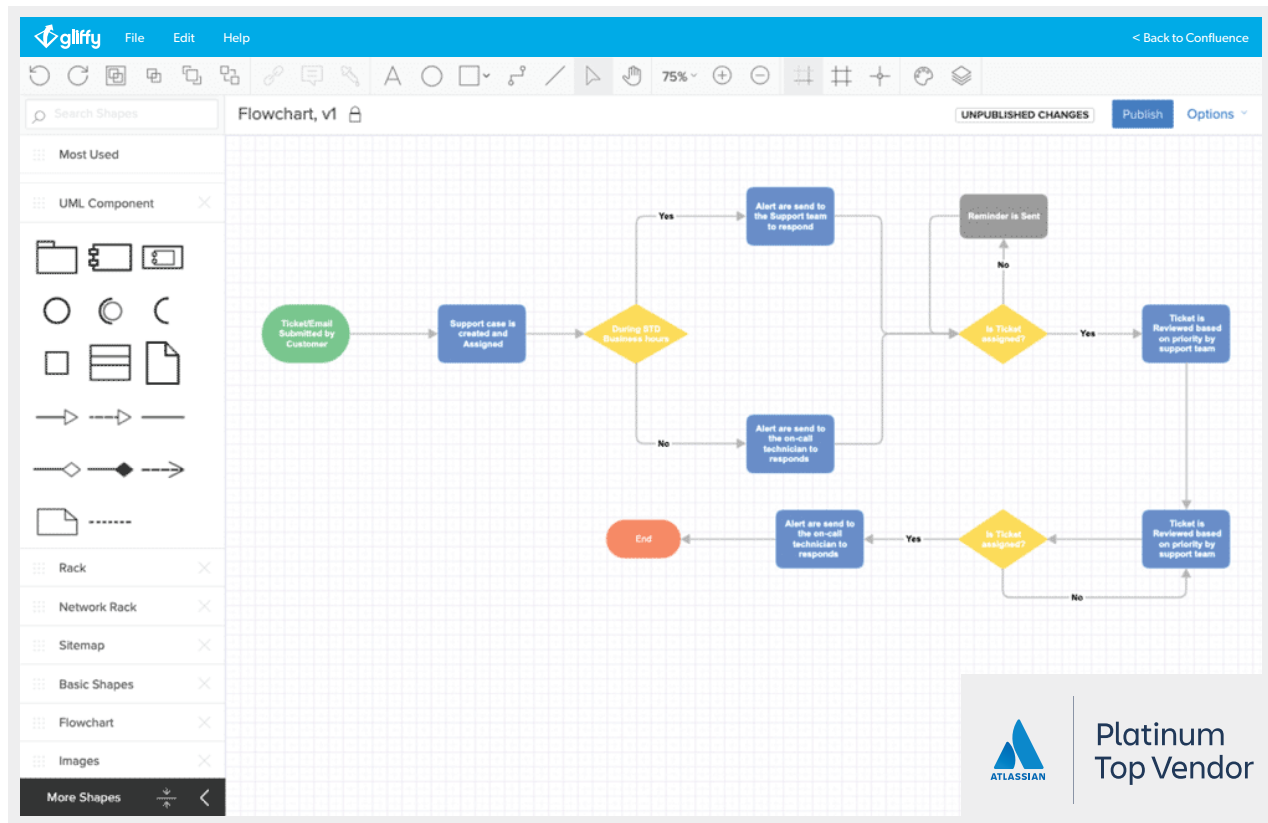 gliffy
File
Edit
Help
< Back to Confluence
75%
Search Shapes
Flowchart, v1
UNPUBLISHED CHANGES
Publish
Options
Most Used
UML Component
Rack
Network Rack
Sitemap
Basic Shapes
Flowchart
Images
More Shapes
Ticket/Email
Submitted by
Customer
Support case is
created and
Assigned
During STD
Business hours
Yes
Alert are send to
the Support team
to respond
No
Alert are send to
the on-call
technician to
responds
Reminder is Sent
No
Is Ticket
assigned?
Yes
Ticket is
Reviewed based
on priority by
support team
Ticket is
Reviewed based
on priority by
support team
Is Ticket
assigned?
No
Yes
Alert are send to
the on-call
technician to
responds
End
ATLASSIAN
Platinum
Top Vendor